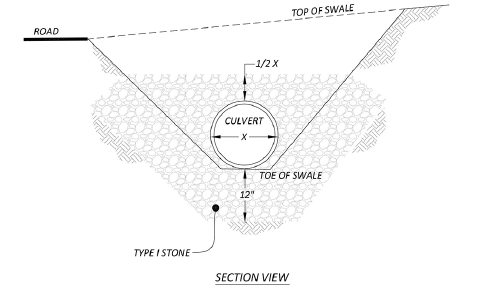 TOP OF SWALE
ROAD
1/2 X
CULVERT
X
TOE OF SWALE
12"
TYPE I STONE
SECTION VIEW